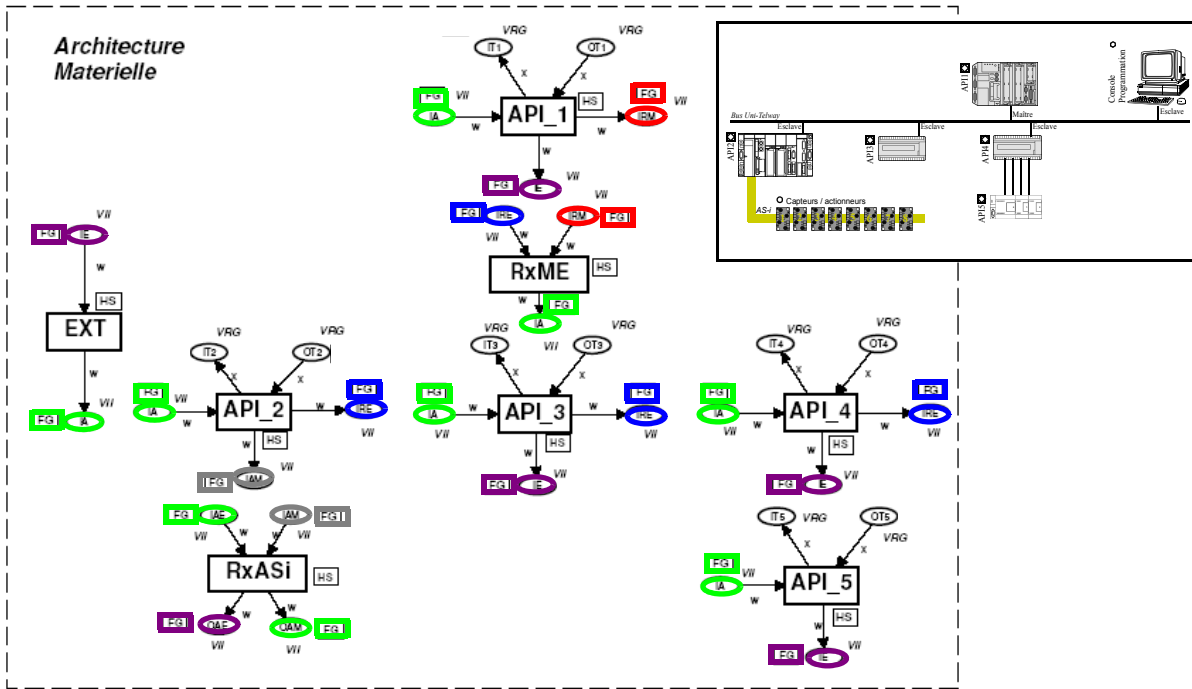 Architecture
Materielle
VRG
VRG
IT1
OT1
x
x
FG
Vii
IA
w
API_1
HS
w
FG
Vii
IRM
w
Vii
FG
IE
Vii
FG
IRE
IRM
FG
Vii
w
w
RxME
HS
w
FG
IA
Vii
Vii
FG
IE
w
HS
EXT
w
Vii
FG
IA
VRG
VRG
IT2
OT2
x
x
FG
Vii
IA
w
API_2
w
FG
IRE
Vii
HS
w
Vii
FG
IAM
VRG
VRG
IT3
OT3
x
x
FG
Vii
IA
w
API_3
w
FG
IRE
Vii
HS
w
Vii
FG
IE
VRG
VRG
IT4
OT4
x
x
FG
Vii
IA
w
API_4
w
FG
IRE
Vii
HS
w
Vii
FG
IE
FG
IAE
IAM
FG
Vii
w
w
Vii
RxASi
HS
w
w
FG
OAE
OAM
FG
Vii
Vii
IT5
VRG
OT5
VRG
x
x
FG
Vii
IA
w
API_5
HS
w
Vii
FG
IE
API1
Console
Programmation
Bus Uni-Telway
Esclave
Maître
Esclave
Esclave
Esclave
API2
API3
API4
API5
AS-i
Capteurs / actionneurs